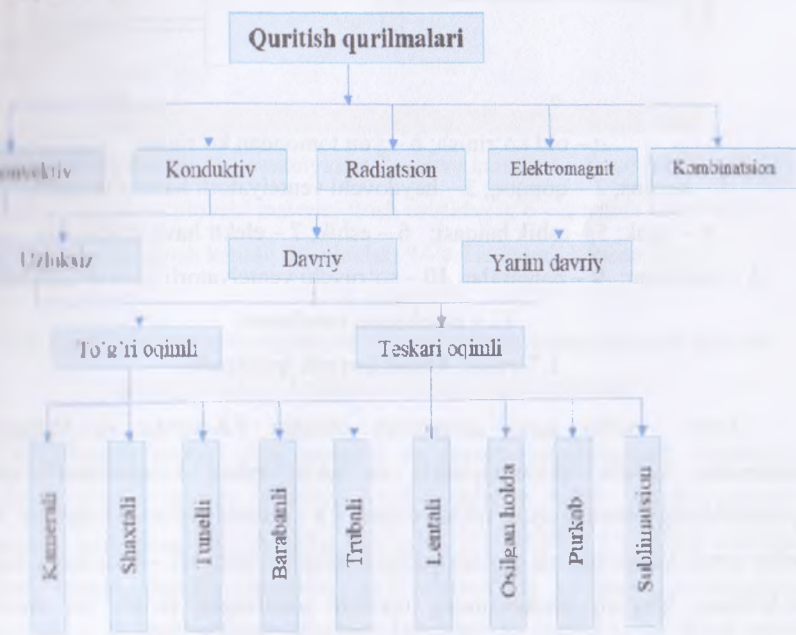 Quritish qurilmalari
Konduktiv
Radiatsion
Elektromagnit
Kombinatsion
Uzluksiz
Davriy
Yarim davriy
To'g'ri oqimli
Teskari oqimli
Kamerali
Shaxtali
Tunelli
Barabanli
Trubali
Lentali
Osilgan holda
Purkab
Sublimatsion